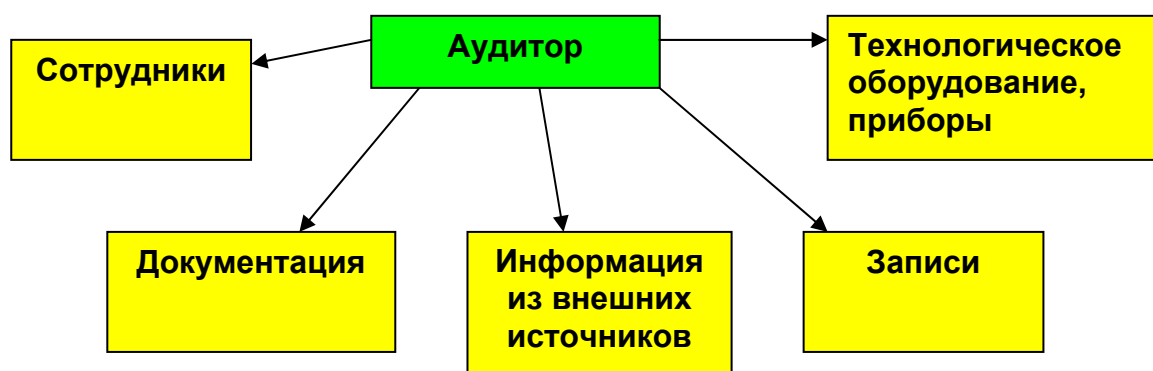 Аудитор
Сотрудники
Технологическое
оборудование,
приборы
Документация
Информация
из внешних
источников
Записи